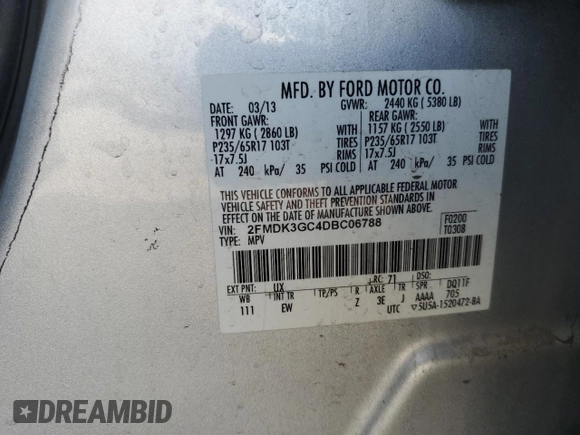 MFD. BY FORD MOTOR CO.
DATE: 03/13 GVWR: 2440 KG ( 5380 LB)
FRONT GAWR: REAR GAWR:
1297 KG ( 2860 LB) 1157 KG ( 2550 LB)
P235/65R17 103T TIRES P235/65R17 103T TIRES
17x7.5J RIMS 17x7.5J RIMS
AT 240 kPa/ 35 PSI COLD AT 240 kPa/ 35 PSI COLD
THIS VEHICLE CONFORMS TO ALL APPLICABLE FEDERAL MOTOR
VEHICLE SAFETY AND THEFT PREVENTION STANDARDS IN
EFFECT ON THE DATE OF MANUFACTURE SHOWN ABOVE.
VIN: 2FMDK3GC4DBC06788 F0200
TYPE: MPV T0308
EXT PNT: UX RC: 71 DSO:
WB INT TR TP/PS R AXLE TR SPR DQ11F
111 EW Z 3E J AAAA 705
UTC ▽5U5A-1520472-BA
DREAMBID